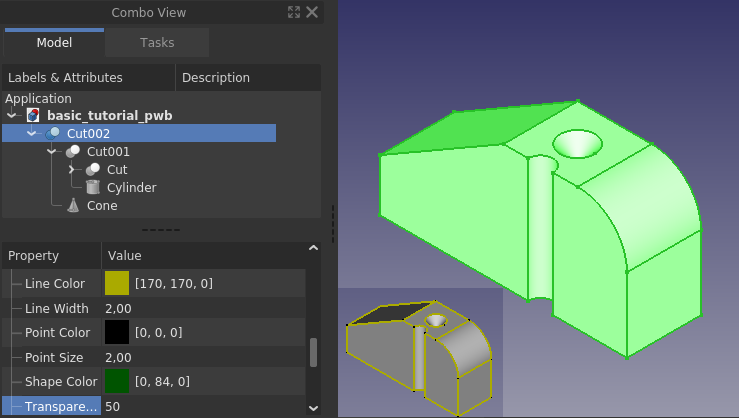 Combo View
Model Tasks
Labels & Attributes Description
Application
basic_tutorial_pwb
Cut002
Cut001
Cut
Cylinder
Cone
Property Value
Line Color [170, 170, 0]
Line Width 2,00
Point Color [0, 0, 0]
Point Size 2,00
Shape Color [0, 84, 0]
Transpare... 50